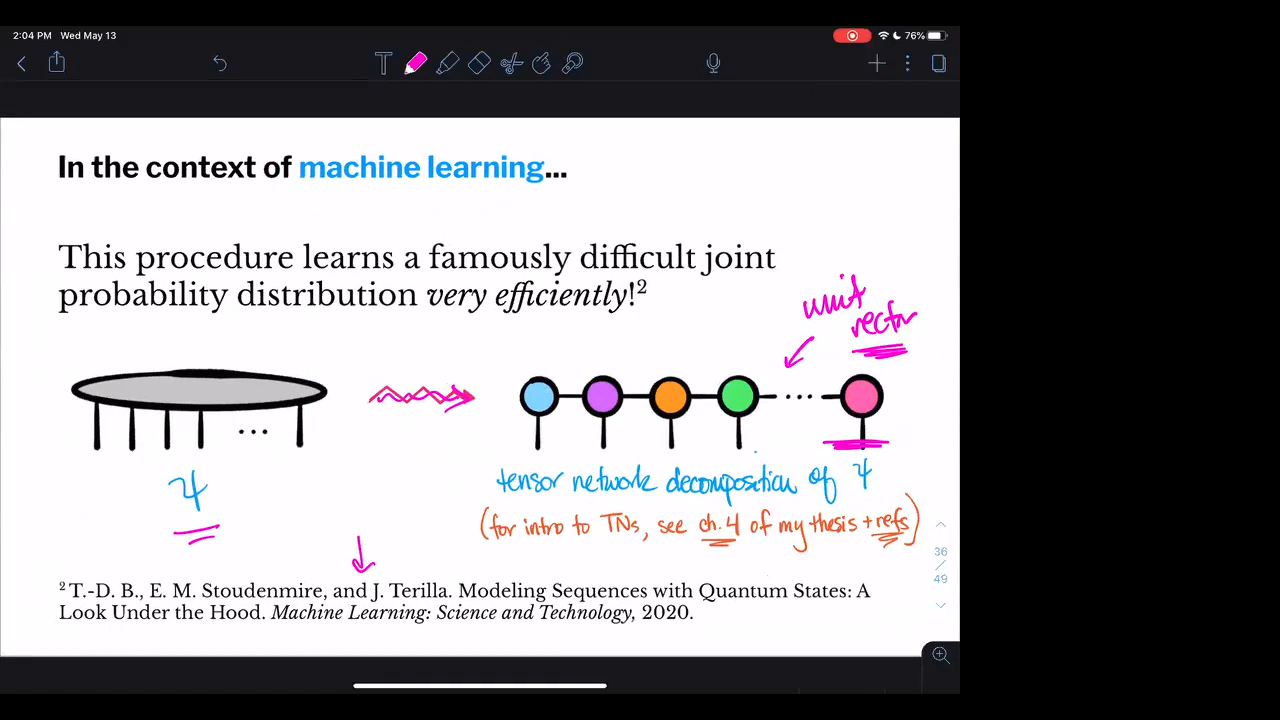 2:04 PM Wed May 13
76%
In the context of machine learning...
This procedure learns a famously difficult joint
probability distribution very efficiently!²
unit
vector
...
...
ψ
tensor network decomposition of ψ
(for intro to TNs, see ch. 4 of my thesis + refs)
36
/
49
² T.-D. B., E. M. Stoudenmire, and J. Terilla. Modeling Sequences with Quantum States: A
Look Under the Hood. Machine Learning: Science and Technology, 2020.